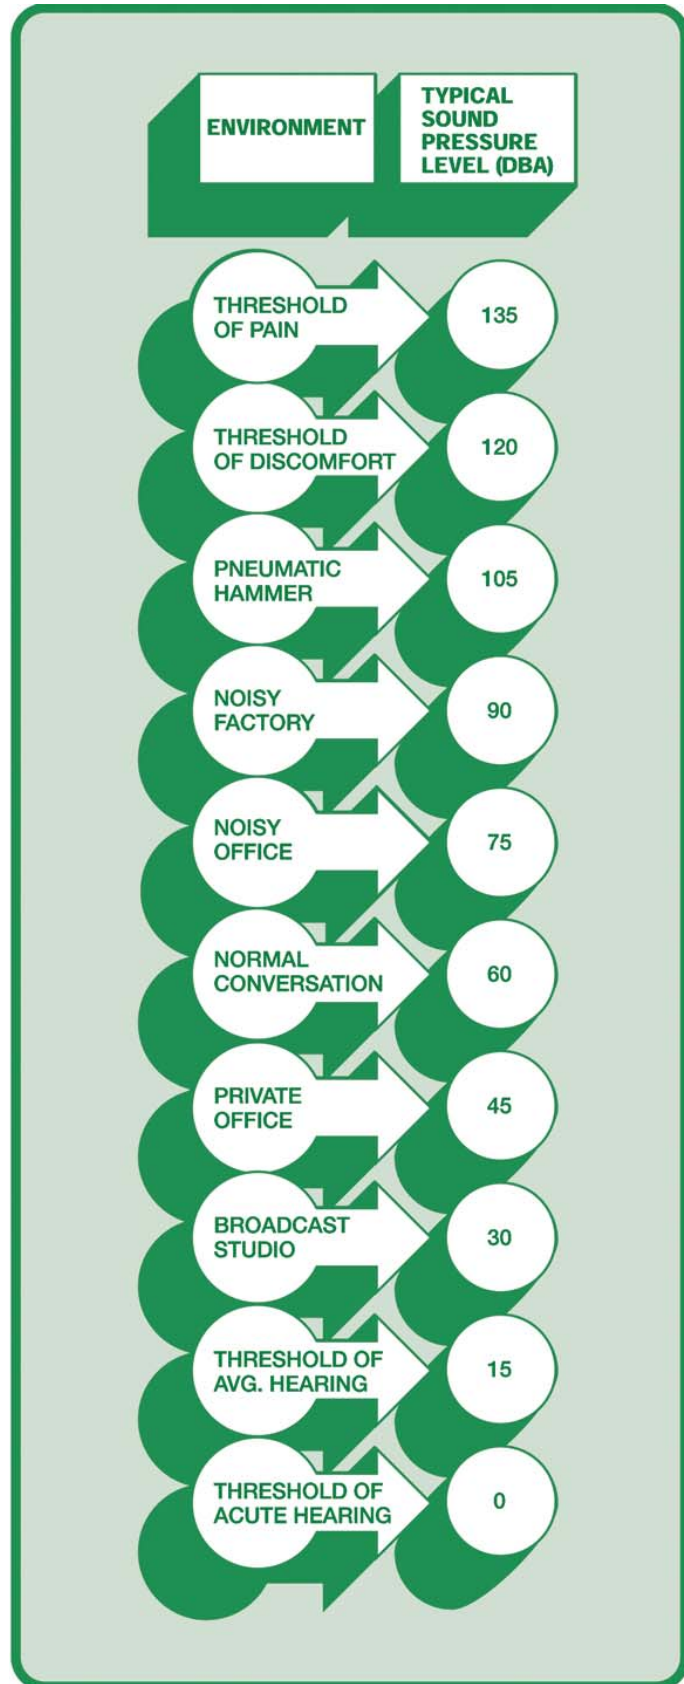 ENVIRONMENT
TYPICAL
SOUND
PRESSURE
LEVEL (DBA)
THRESHOLD
OF PAIN
135
THRESHOLD
OF DISCOMFORT
120
PNEUMATIC
HAMMER
105
NOISY
FACTORY
90
NOISY
OFFICE
75
NORMAL
CONVERSATION
60
PRIVATE
OFFICE
45
BROADCAST
STUDIO
30
THRESHOLD OF
AVG. HEARING
15
THRESHOLD OF
ACUTE HEARING
0